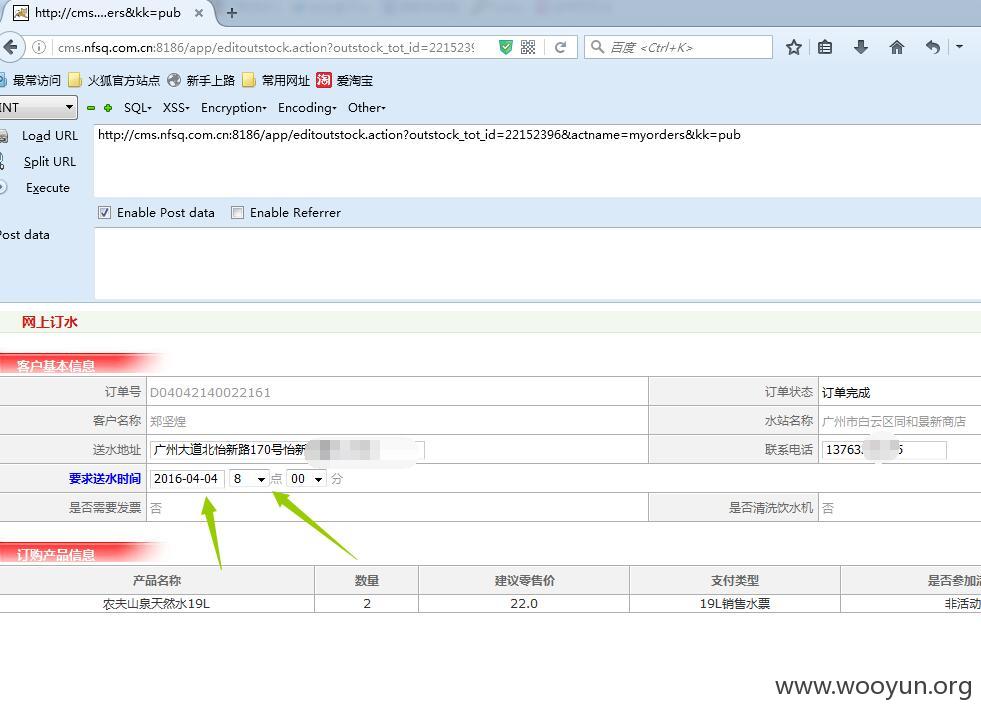 http://cms....ers&kk=pub
cms.nfsq.com.cn:8186/app/editoutstock.action?outstock_tot_id=2215239
百度 <Ctrl+K>
最常访问 火狐官方站点 新手上路 常用网址 淘 爱淘宝
INT SQL XSS Encryption Encoding Other
Load URL
http://cms.nfsq.com.cn:8186/app/editoutstock.action?outstock_tot_id=22152396&actname=myorders&kk=pub
Split URL
Execute
Enable Post data Enable Referrer
Post data
网上订水
客户基本信息
订单号 D04042140022161 订单状态 订单完成
客户名称 郑坚煌 水站名称 广州市白云区同和景新商店
送水地址 广州大道北怡新路170号怡新 联系电话 13763 5
要求送水时间 2016-04-04 8 点 00 分
是否需要发票 否 是否清洗饮水机 否
订购产品信息
产品名称 数量 建议零售价 支付类型 是否参加活
农夫山泉天然水19L 2 22.0 19L销售水票 非活动
www.wooyun.org